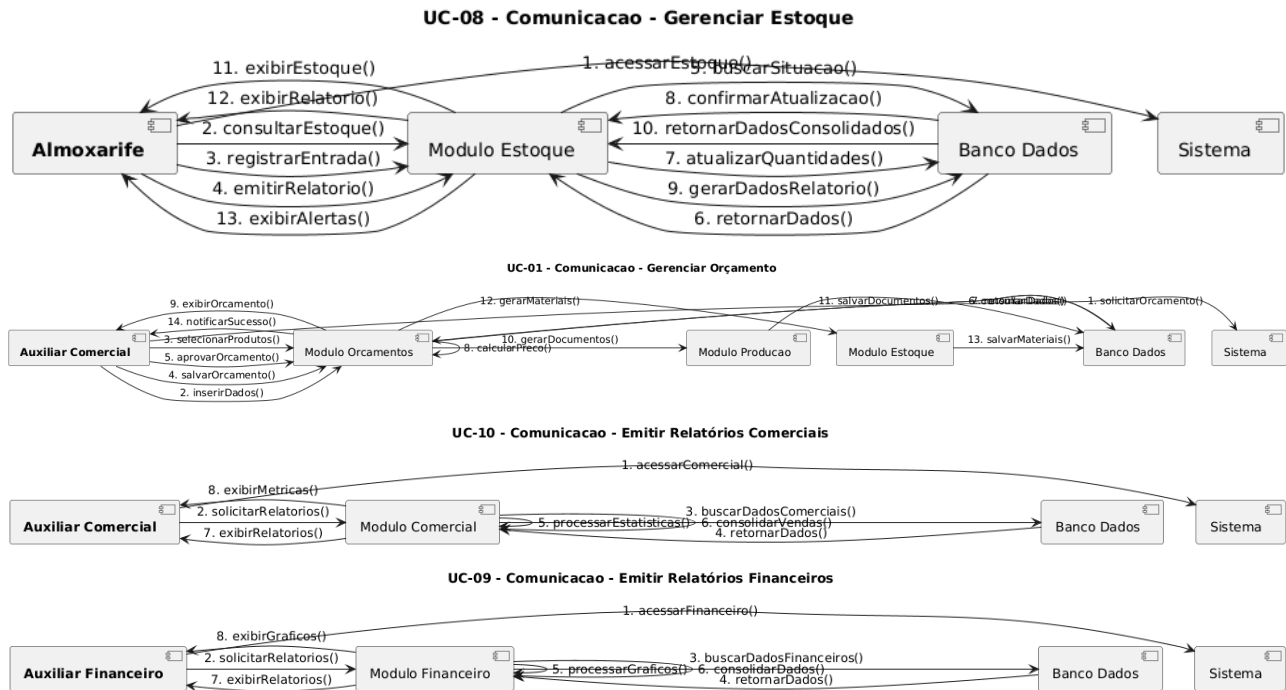 UC-08 - Comunicacao - Gerenciar Estoque
1. acessarEstoque()
5. buscarSituacao()
11. exibirEstoque()
12. exibirRelatorio()
8. confirmarAtualizacao()
2. consultarEstoque()
10. retornarDadosConsolidados()
Almoxarife
Modulo Estoque
Banco Dados
Sistema
3. registrarEntrada()
7. atualizarQuantidades()
4. emitirRelatorio()
9. gerarDadosRelatorio()
13. exibirAlertas()
6. retornarDados()
UC-01 - Comunicacao - Gerenciar Orçamento
9. exibirOrcamento()
12. gerarMateriais()
11. salvarDocumentos()
1. solicitarOrcamento()
14. notificarSucesso()
3. selecionarProdutos()
10. gerarDocumentos()
13. salvarMateriais()
8. calcularPreco()
Auxiliar Comercial
Modulo Orcamentos
Modulo Producao
Modulo Estoque
Banco Dados
Sistema
5. aprovarOrcamento()
4. salvarOrcamento()
2. inserirDados()
UC-10 - Comunicacao - Emitir Relatórios Comerciais
1. acessarComercial()
8. exibirMetricas()
2. solicitarRelatorios()
3. buscarDadosComerciais()
Auxiliar Comercial
Modulo Comercial
5. processarEstatisticas()
6. consolidarVendas()
Banco Dados
Sistema
7. exibirRelatorios()
4. retornarDados()
UC-09 - Comunicacao - Emitir Relatórios Financeiros
1. acessarFinanceiro()
8. exibirGraficos()
2. solicitarRelatorios()
3. buscarDadosFinanceiros()
Auxiliar Financeiro
Modulo Financeiro
5. processarGraficos()
6. consolidarDados()
Banco Dados
Sistema
7. exibirRelatorios()
4. retornarDados()